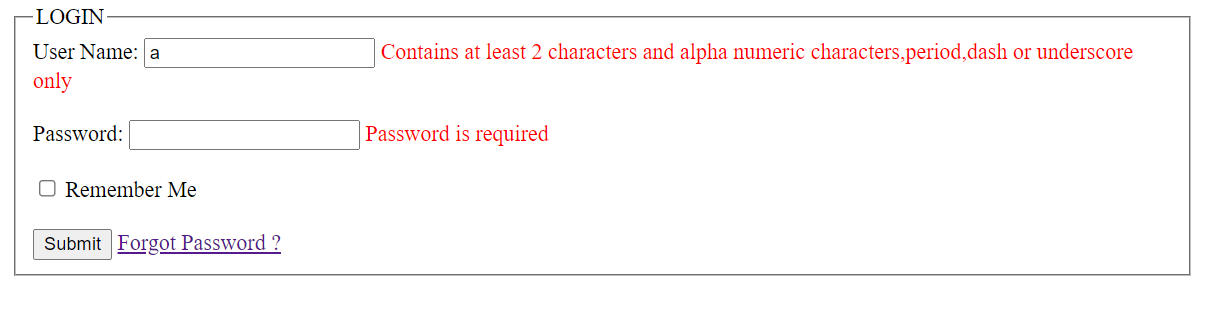 LOGIN
User Name: a Contains at least 2 characters and alpha numeric characters,period,dash or underscore
only
Password: Password is required
Remember Me
Submit Forgot Password ?